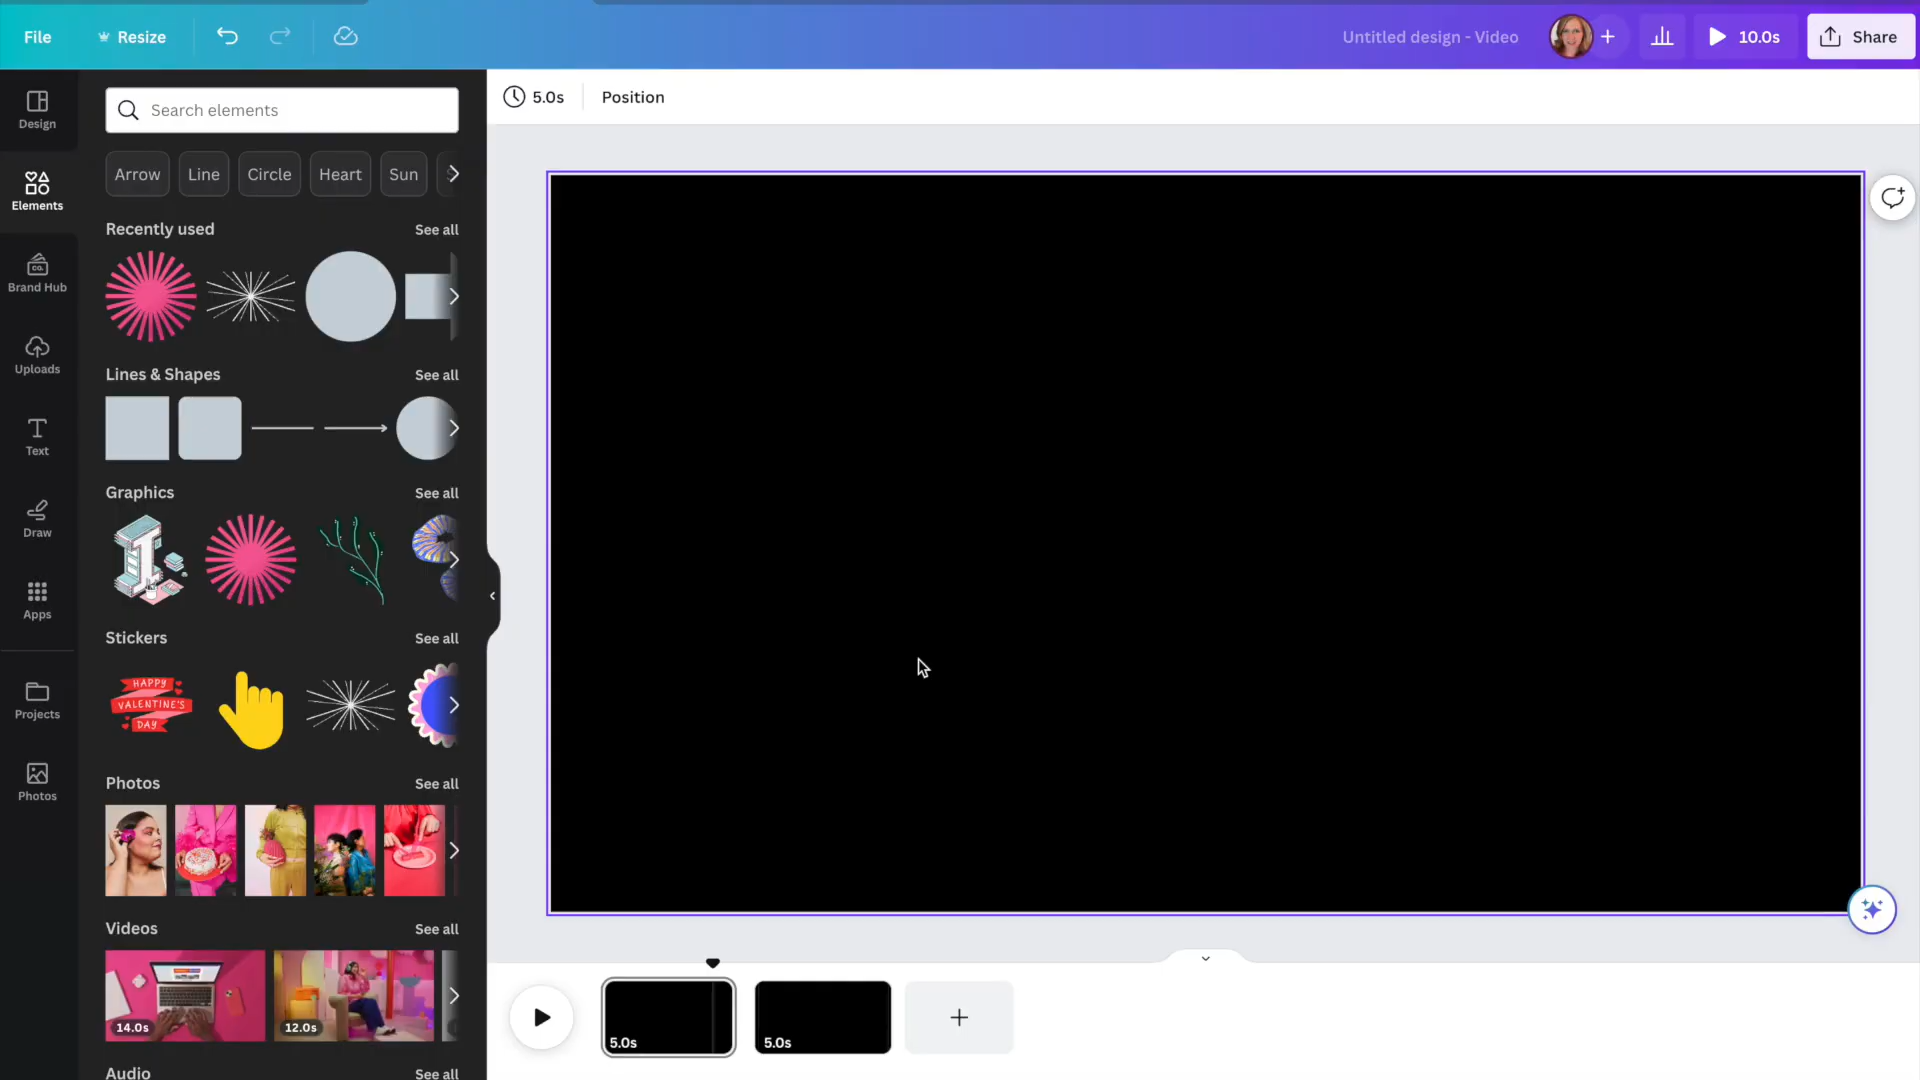 File
Resize
Untitled design - Video
10.0s
Share
Design
Elements
Brand Hub
CO.
Uploads
Text
Draw
Apps
Projects
Photos
Search elements
Arrow
Line
Circle
Heart
Sun
Recently used
See all
Lines & Shapes
See all
Graphics
See all
Stickers
See all
HAPPY
VALENTINE'S
DAY
Photos
See all
Videos
See all
14.0s
12.0s
Audio
See all
5.0s
Position
5.0s
5.0s